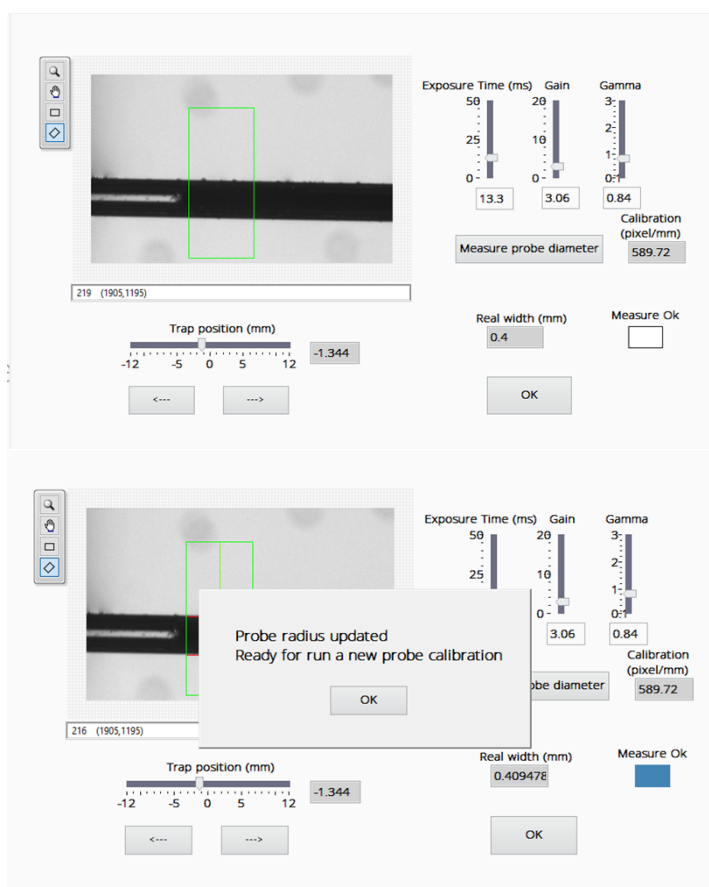 Exposure Time (ms) Gain Gamma
50 20 3
25 10 2
1
0 0 0.1
13.3 3.06 0.84
Calibration
(pixel/mm)
Measure probe diameter 589.72
219 (1905,1195)
Trap position (mm)
-1.344
-12 -5 0 5 12
<--- --->
Real width (mm) Measure Ok
0.4
OK
Exposure Time (ms) Gain Gamma
50 20 3
25 10 2
1
0
3.06 0.84
Probe radius updated
Ready for run a new probe calibration
OK
Calibration
(pixel/mm)
diameter 589.72
216 (1905,1195)
Trap position (mm)
-1.344
-12 -5 0 5 12
<--- --->
Real width (mm) Measure Ok
0.409478
OK